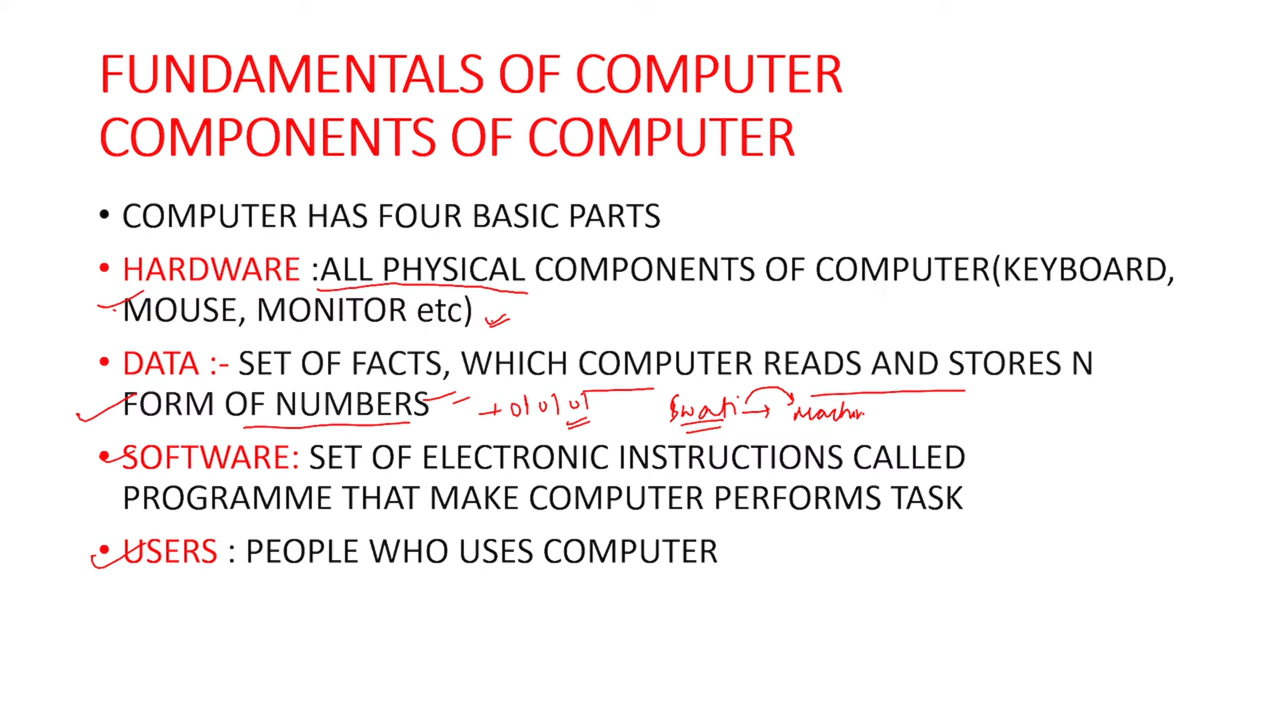 FUNDAMENTALS OF COMPUTER
COMPONENTS OF COMPUTER
• COMPUTER HAS FOUR BASIC PARTS
• HARDWARE :ALL PHYSICAL COMPONENTS OF COMPUTER(KEYBOARD,
MOUSE, MONITOR etc)
• DATA :- SET OF FACTS, WHICH COMPUTER READS AND STORES N
FORM OF NUMBERS → 010101 Swati →
• SOFTWARE: SET OF ELECTRONIC INSTRUCTIONS CALLED
PROGRAMME THAT MAKE COMPUTER PERFORMS TASK
• USERS : PEOPLE WHO USES COMPUTER